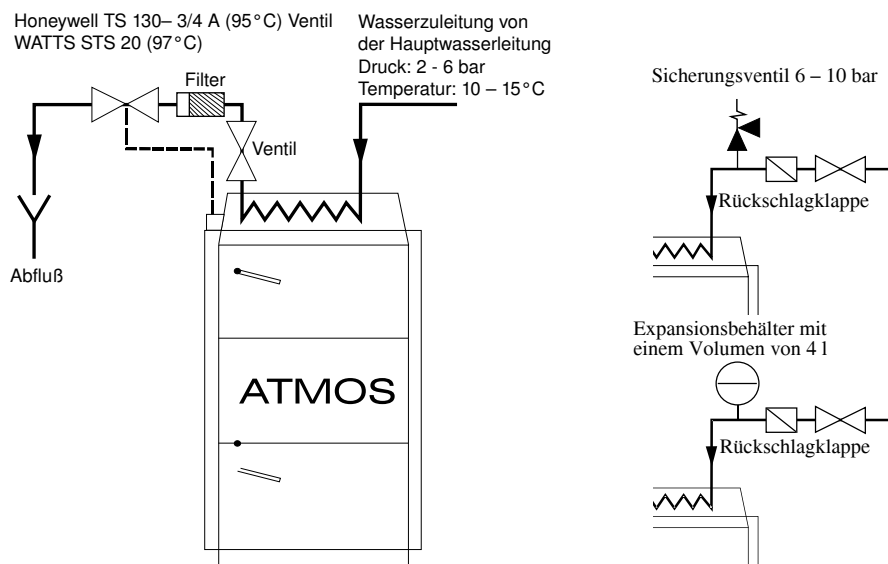 Honeywell TS 130– 3/4 A (95°C) Ventil
WATTS STS 20 (97°C)
Wasserzuleitung von
der Hauptwasserleitung
Druck: 2 - 6 bar
Temperatur: 10 – 15°C
Filter
Ventil
Abfluß
ATMOS
Sicherungsventil 6 – 10 bar
Rückschlagklappe
Expansionsbehälter mit
einem Volumen von 4 l
Rückschlagklappe